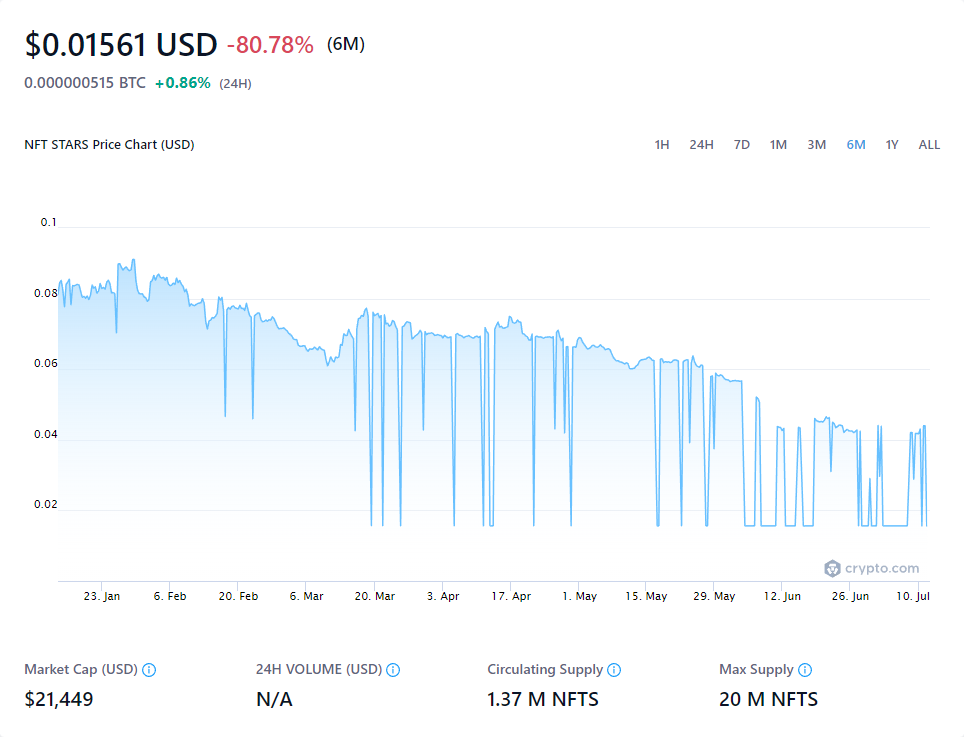 $0.01561 USD -80.78% (6M)
0.000000515 BTC +0.86% (24H)
NFT STARS Price Chart (USD) 1H 24H 7D 1M 3M 6M 1Y ALL
0.1
0.08
0.06
0.04
0.02
crypto.com
23. Jan 6. Feb 20. Feb 6. Mar 20. Mar 3. Apr 17. Apr 1. May 15. May 29. May 12. Jun 26. Jun 10. Jul
Market Cap (USD) 24H VOLUME (USD) Circulating Supply Max Supply
$21,449 N/A 1.37 M NFTS 20 M NFTS